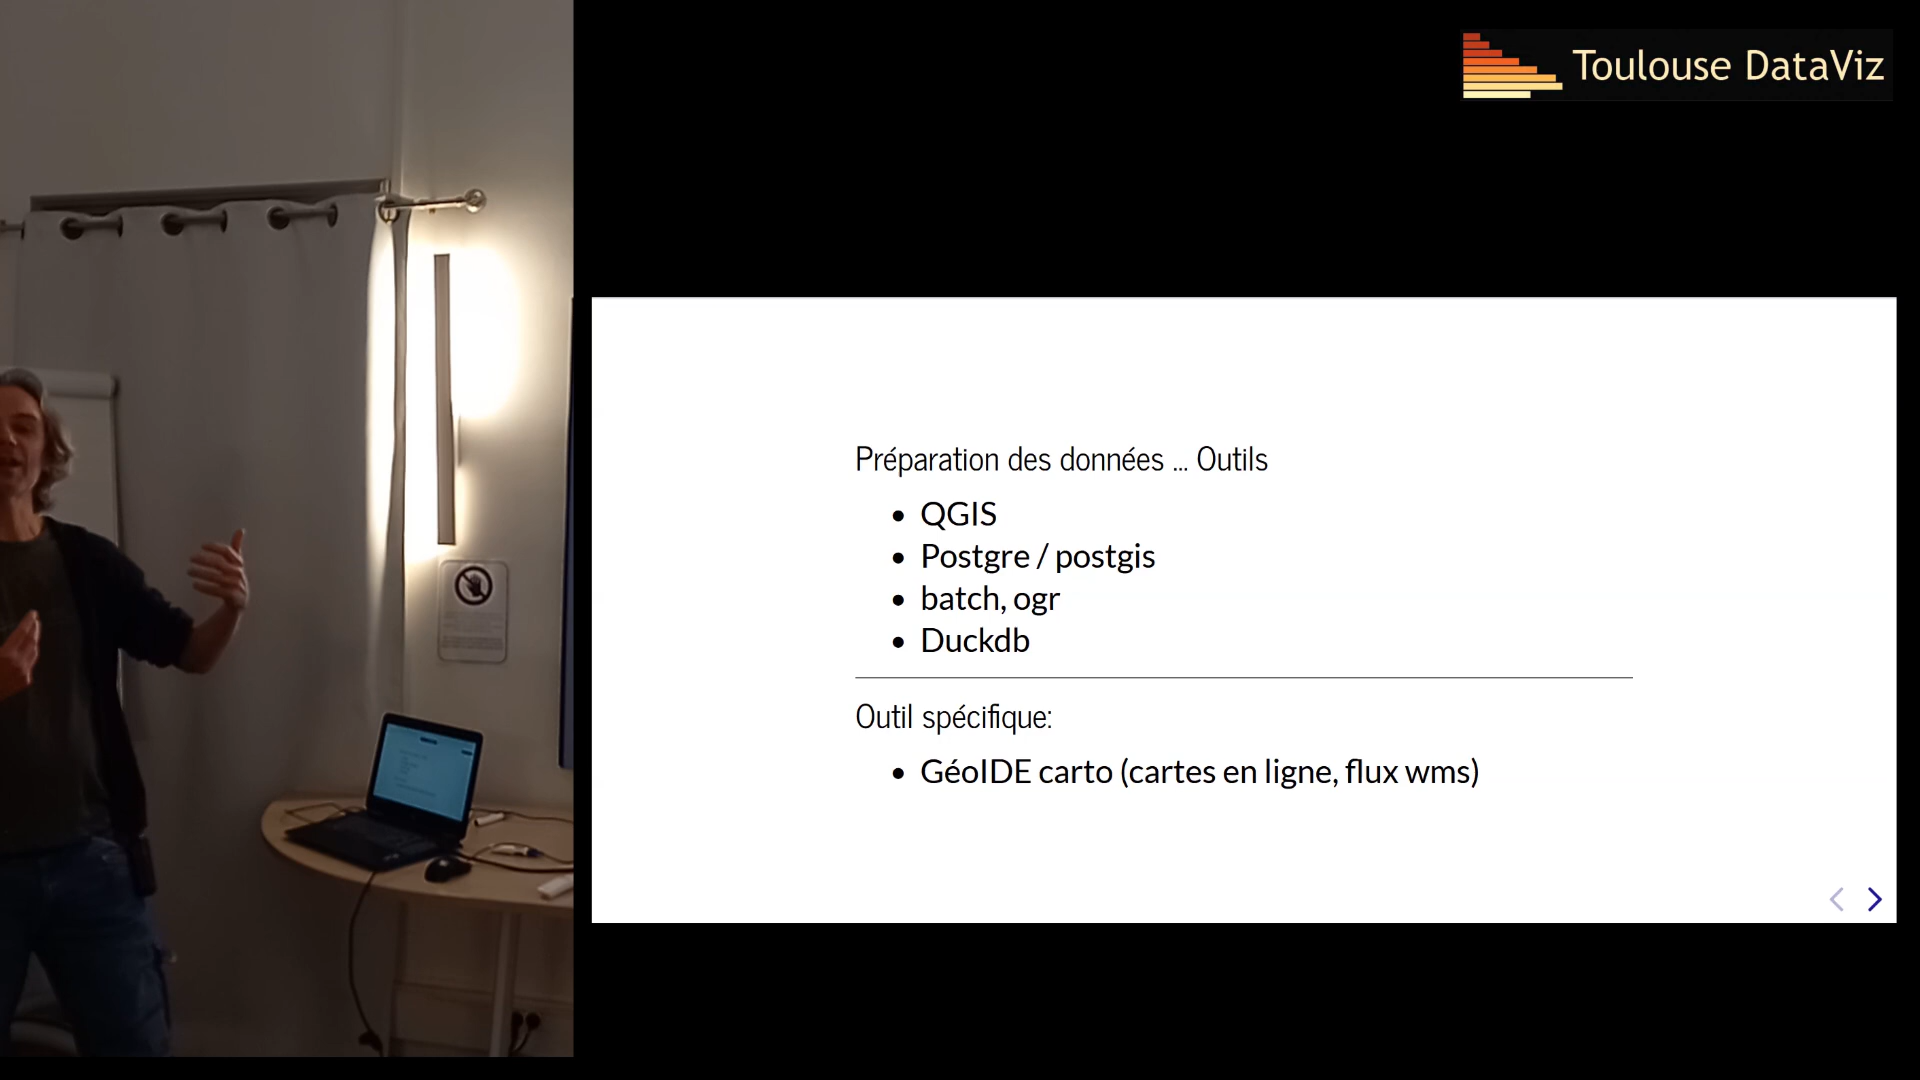 Toulouse DataViz
Préparation des données ... Outils
• QGIS
• Postgre / postgis
• batch, ogr
• Duckdb
Outil spécifique:
• GéoIDE carto (cartes en ligne, flux wms)